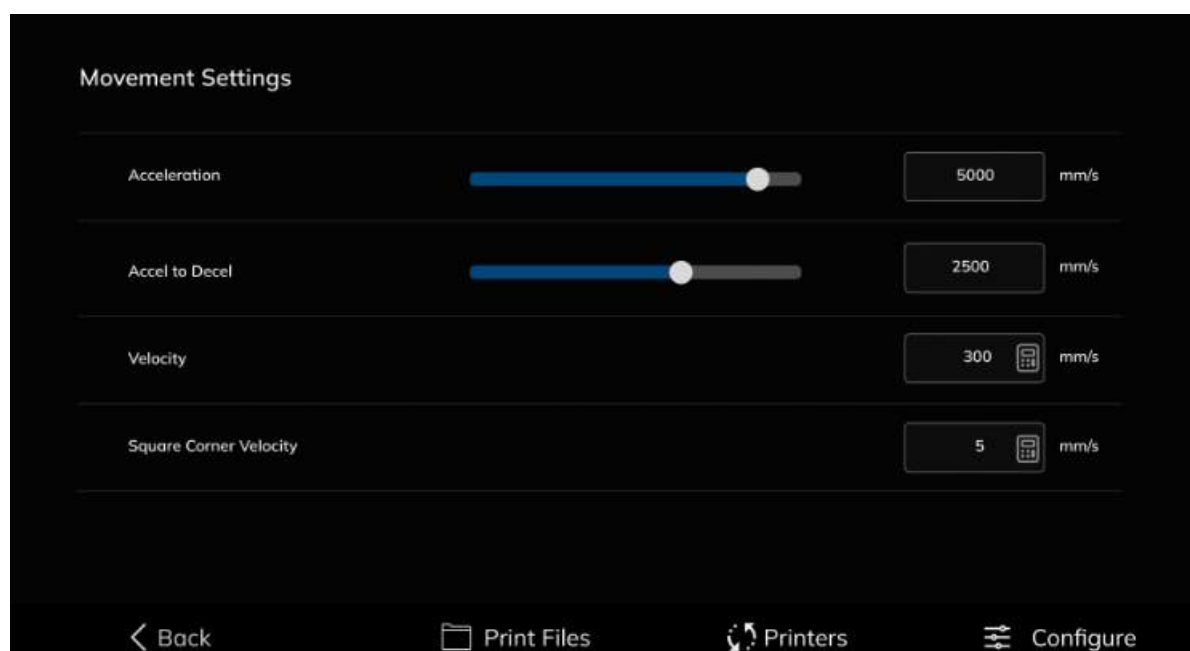 Movement Settings
Acceleration 5000 mm/s
Accel to Decel 2500 mm/s
Velocity 300 mm/s
Square Corner Velocity 5 mm/s
Back Print Files Printers Configure